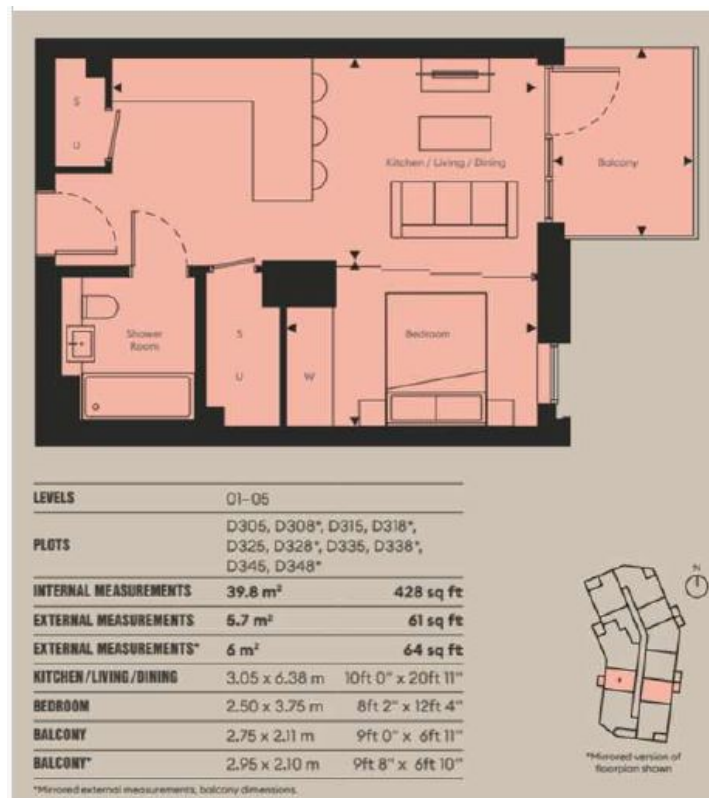 S
U
Kitchen / Living / Dining
Balcony
Shower
Room
S
U
W
Bedroom
LEVELS 01–05
PLOTS D305, D308*, D315, D318*,
D325, D328*, D335, D338*,
D345, D348*
INTERNAL MEASUREMENTS 39.8 m² 428 sq ft
EXTERNAL MEASUREMENTS 5.7 m² 61 sq ft
EXTERNAL MEASUREMENTS* 6 m² 64 sq ft
KITCHEN/LIVING/DINING 3.05 x 6.38 m 10ft 0" x 20ft 11"
BEDROOM 2.50 x 3.75 m 8ft 2" x 12ft 4"
BALCONY 2.75 x 2.11 m 9ft 0" x 6ft 11"
BALCONY* 2.95 x 2.10 m 9ft 8" x 6ft 10"
*Mirrored external measurements, balcony dimensions.
N
*
*Mirrored version of
floorplan shown